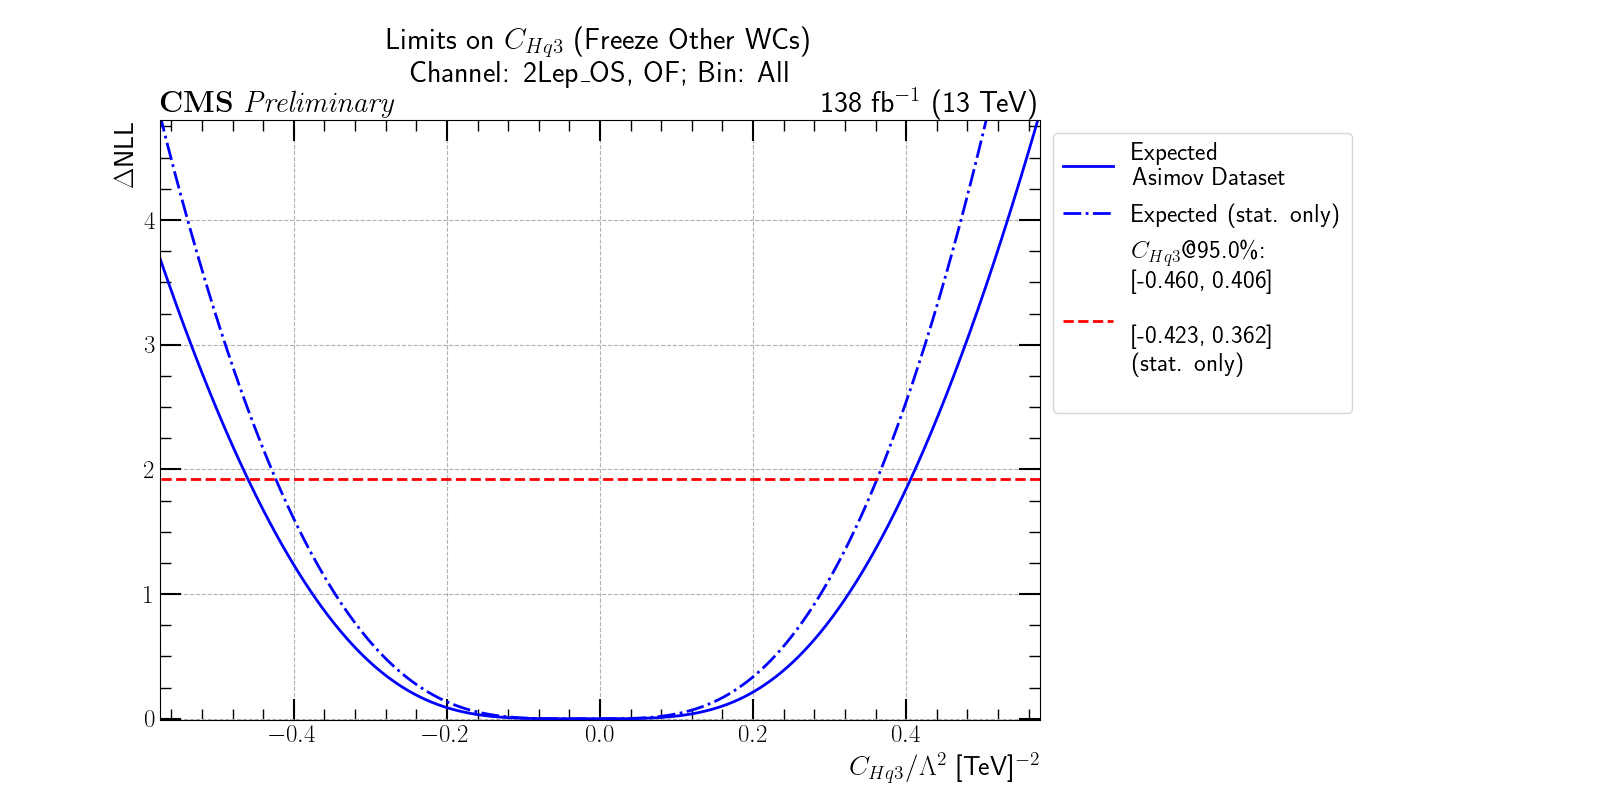 Limits on C_{Hq3} (Freeze Other WCs)
Channel: 2Lep_OS, OF; Bin: All
CMS Preliminary
138 fb^{-1} (13 TeV)
ΔNLL
4
3
2
1
0
−0.4
−0.2
0.0
0.2
0.4
C_{Hq3}/Λ^2 [TeV]^{-2}
Expected
Asimov Dataset
Expected (stat. only)
C_{Hq3}@95.0%:
[-0.460, 0.406]
[-0.423, 0.362]
(stat. only)